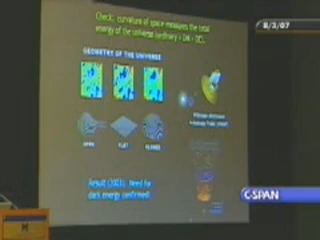 8/3/07
Check: curvature of space measures the total
energy of the universe (ordinary + DM + DE).
GEOMETRY OF THE UNIVERSE
OPEN FLAT CLOSED
Result (2003): Need for
dark energy confirmed!
C-SPAN